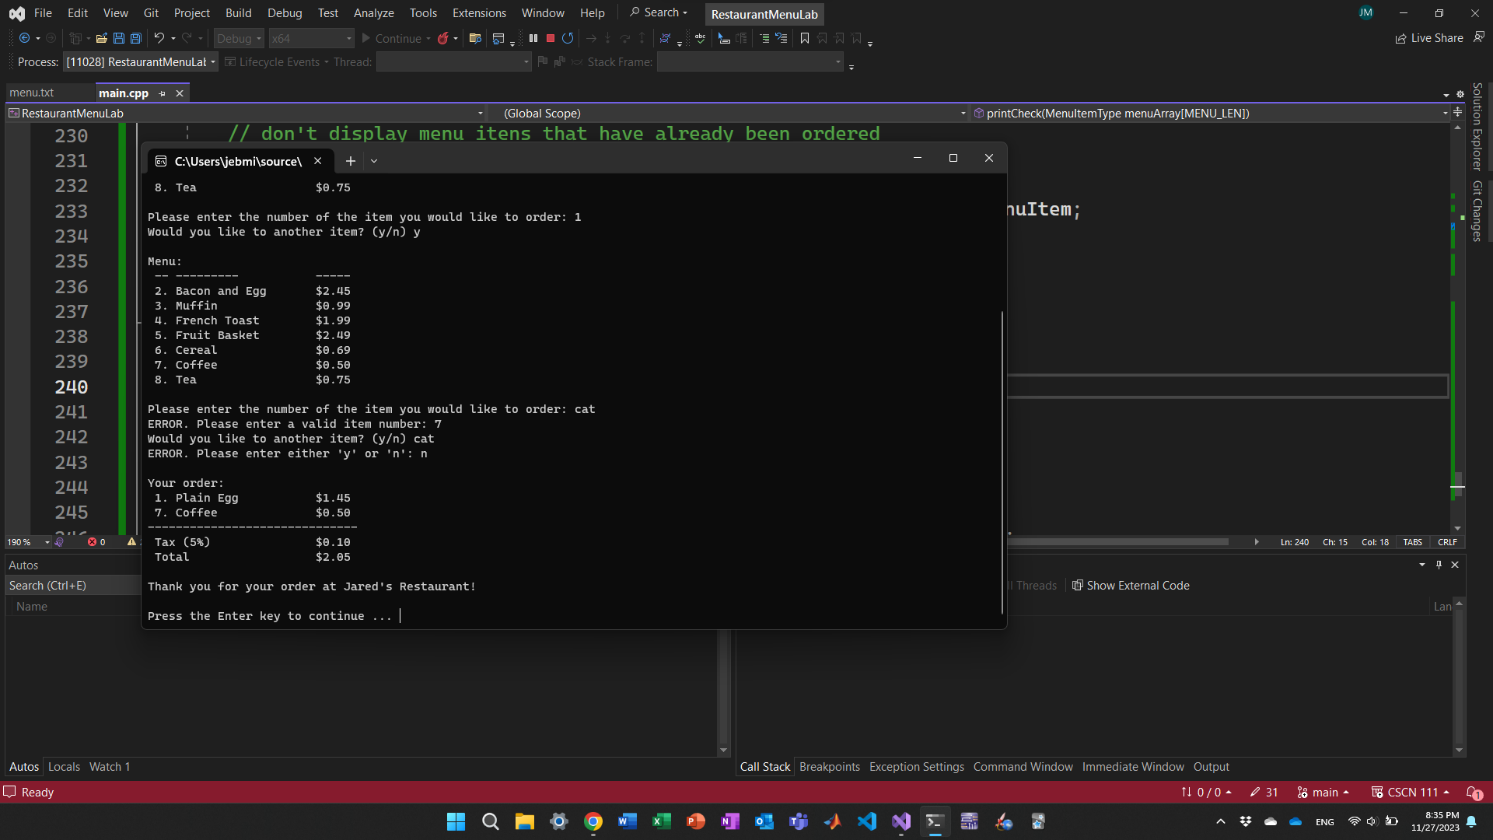 File Edit View Git Project Build Debug Test Analyze Tools Extensions Window Help Search RestaurantMenuLab JM
Debug x64 Continue Live Share
Process: [11028] RestaurantMenuLab Lifecycle Events Thread: Stack Frame:
menu.txt main.cpp
RestaurantMenuLab (Global Scope) printCheck(MenuItemType menuArray[MENU_LEN])
230 // don't display menu itens that have already been ordered
231
232
233 nuItem;
234
235
236
237
238
239
240
241
242
243
244
245
C:\Users\jebmi\source\
8. Tea $0.75
Please enter the number of the item you would like to order: 1
Would you like to another item? (y/n) y
Menu:
-- --------- -----
2. Bacon and Egg $2.45
3. Muffin $0.99
4. French Toast $1.99
5. Fruit Basket $2.49
6. Cereal $0.69
7. Coffee $0.50
8. Tea $0.75
Please enter the number of the item you would like to order: cat
ERROR. Please enter a valid item number: 7
Would you like to another item? (y/n) cat
ERROR. Please enter either 'y' or 'n': n
Your order:
1. Plain Egg $1.45
7. Coffee $0.50
------------------------------
Tax (5%) $0.10
Total $2.05
Thank you for your order at Jared's Restaurant!
Press the Enter key to continue ...
Solution Explorer
Git Changes
190 % 0 Ln: 240 Ch: 15 Col: 18 TABS CRLF
Autos
Search (Ctrl+E) Threads Show External Code
Name Lan
Autos Locals Watch 1 Call Stack Breakpoints Exception Settings Command Window Immediate Window Output
Ready 0 / 0 31 main CSCN 111 1
ENG 8:35 PM
11/27/2023